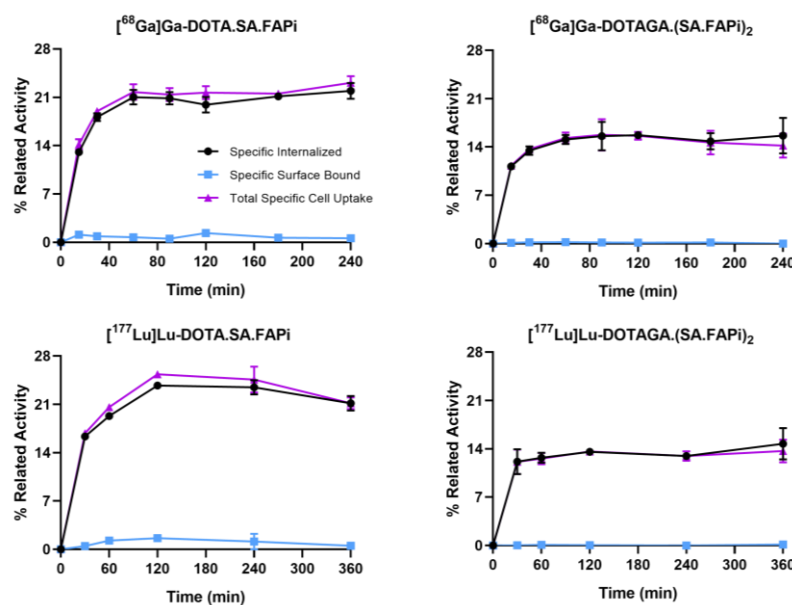 [⁶⁸Ga]Ga-DOTA.SA.FAPi
% Related Activity
28
21
14
7
0
Specific Internalized
Specific Surface Bound
Total Specific Cell Uptake
0 40 80 120 160 200 240
Time (min)
[⁶⁸Ga]Ga-DOTAGA.(SA.FAPi)₂
% Related Activity
28
21
14
7
0
0 40 80 120 160 200 240
Time (min)
[¹⁷⁷Lu]Lu-DOTA.SA.FAPi
% Related Activity
28
21
14
7
0
0 60 120 180 240 300 360
Time (min)
[¹⁷⁷Lu]Lu-DOTAGA.(SA.FAPi)₂
% Related Activity
28
21
14
7
0
0 60 120 180 240 300 360
Time (min)